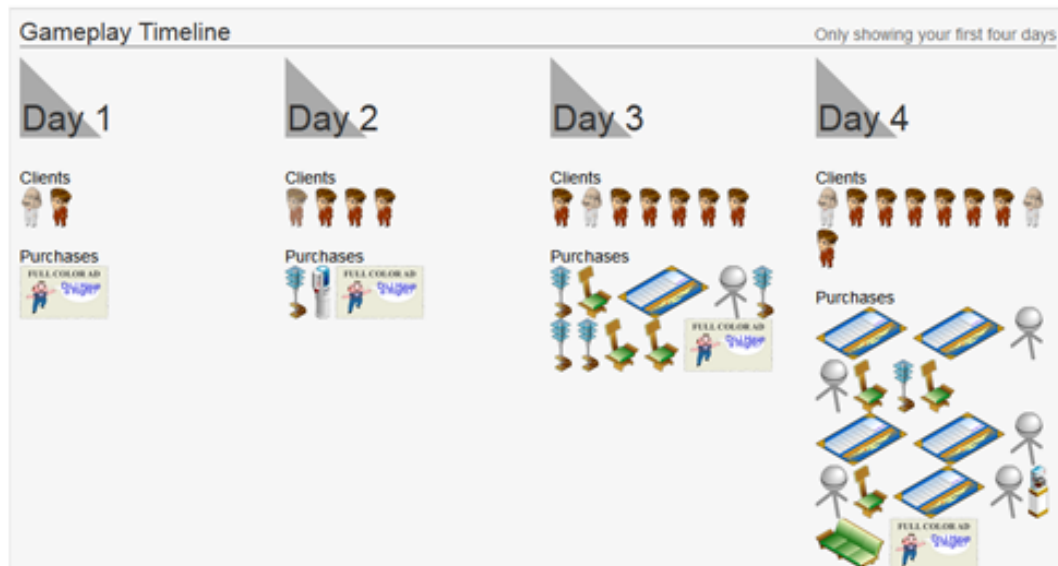 Gameplay Timeline
Only showing your first four days
Day 1
Day 2
Day 3
Day 4
Clients
Clients
Clients
Clients
Purchases
FULL COLOR AD
Purchases
FULL COLOR AD
Purchases
FULL COLOR AD
Purchases
FULL COLOR AD